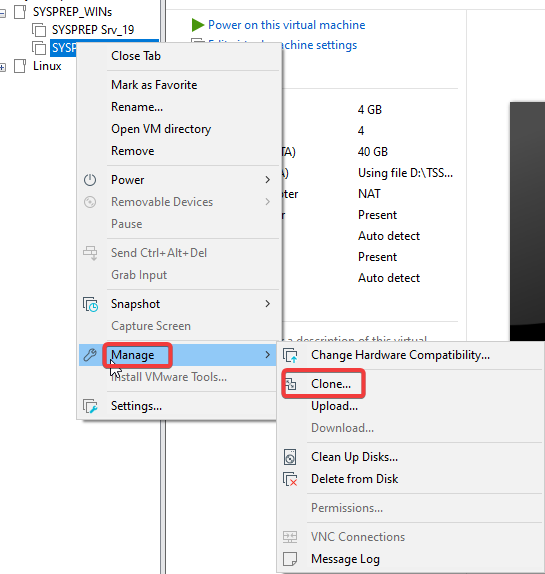 SYSPREP_WINs
SYSPREP Srv_19
SYSP
Linux
Power on this virtual machine
Edit virtual machine settings
4 GB
4
TA) 40 GB
A) Using file D:\TSS...
pter NAT
r Present
Auto detect
Present
Auto detect
a description of this virtual
Close Tab
Mark as Favorite
Rename...
Open VM directory
Remove
Power
Removable Devices
Pause
Send Ctrl+Alt+Del
Grab Input
Snapshot
Capture Screen
Manage
Install VMware Tools...
Settings...
Change Hardware Compatibility...
Clone...
Upload...
Download...
Clean Up Disks...
Delete from Disk
Permissions...
VNC Connections
Message Log